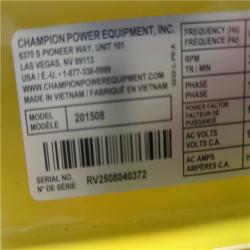 CHAMPION POWER EQUIPMENT, INC.
6370 S PIONEER WAY, UNIT 101
LAS VEGAS, NV 89113
USA / É.-U. 1-877-338-0999
WWW.CHAMPIONPOWEREQUIPMENT.COM
MADE IN VIETNAM / FABRIQUÉ EN VIETNAM
5222-L-PR-A
MODEL
MODÈLE
201508
SERIAL NO.
N° DE SÉRIE
RV2508040372
FREQUENCY (HZ)
FRÉQUENCE (HZ)
RPM
TR / MIN
PHASE
PHASE
POWER FACTOR
FACTEUR
AC VOLTS
VOLTS C.A.
AC AMPS
AMPÈRES C.A.